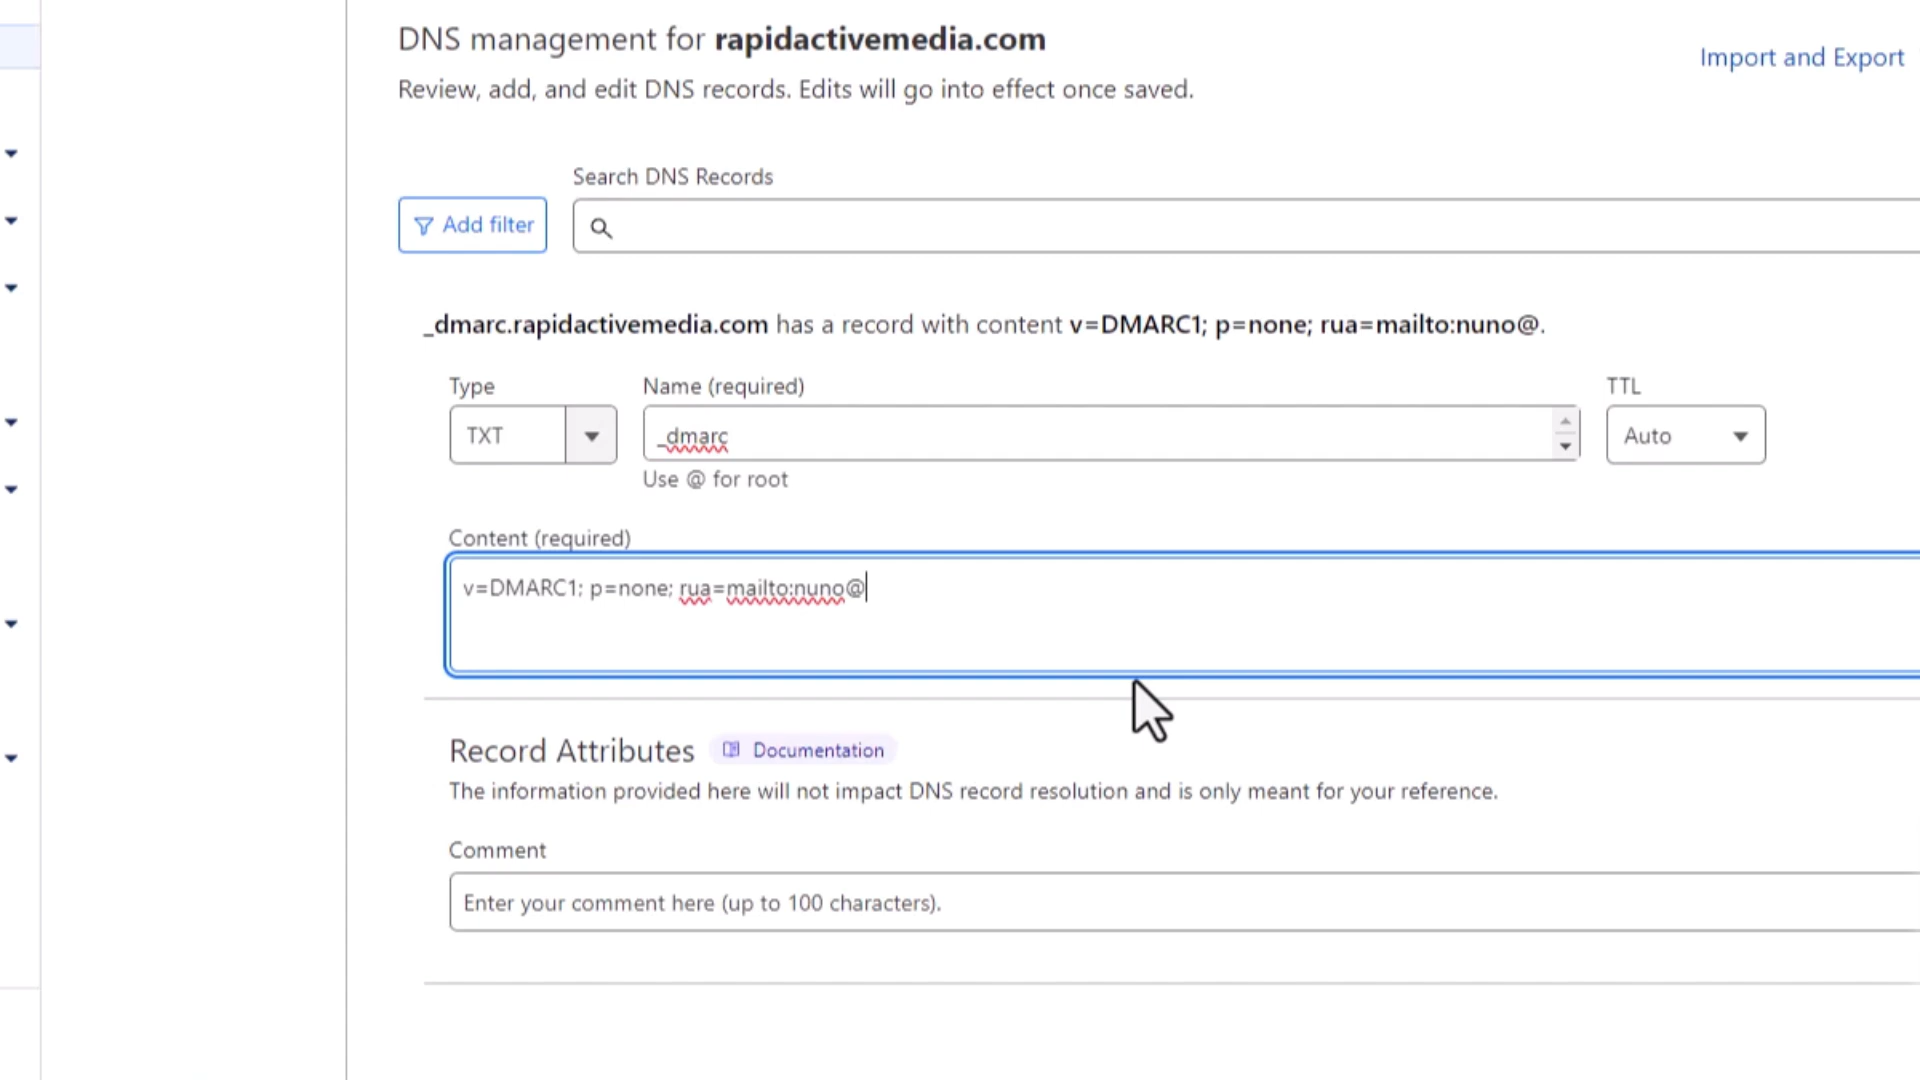 DNS management for rapidactivemedia.com
Import and Export
Review, add, and edit DNS records. Edits will go into effect once saved.
Search DNS Records
Add filter
_dmarc.rapidactivemedia.com has a record with content v=DMARC1; p=none; rua=mailto:nuno@.
Type
Name (required)
TTL
TXT
_dmarc
Auto
Use @ for root
Content (required)
v=DMARC1; p=none; rua=mailto:nuno@
Record Attributes
Documentation
The information provided here will not impact DNS record resolution and is only meant for your reference.
Comment
Enter your comment here (up to 100 characters).